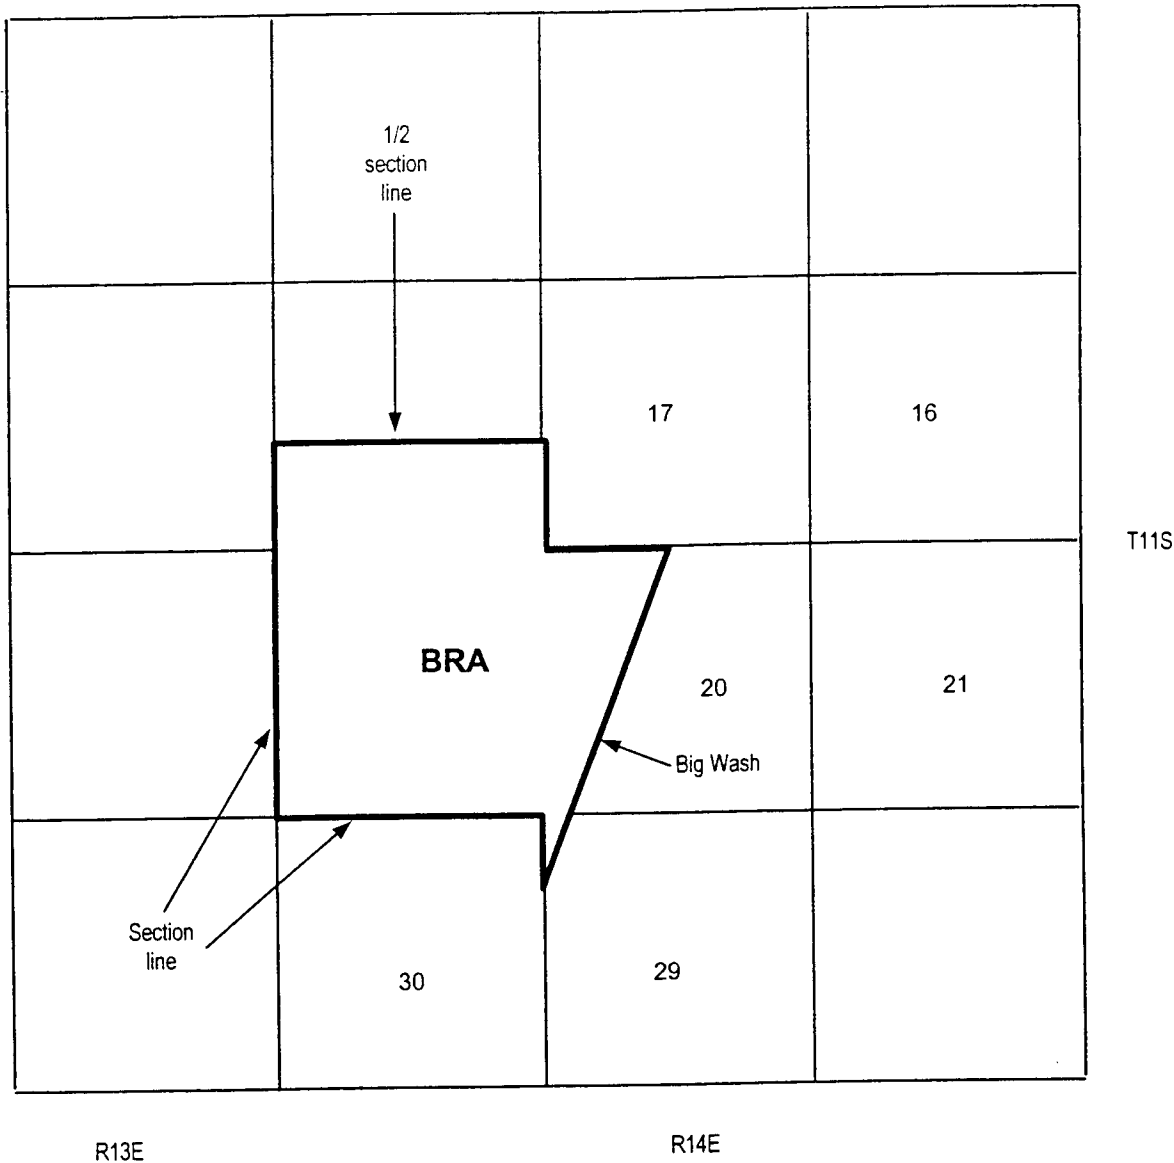 1/2
section
line
17
16
T11S
BRA
20
21
Big Wash
Section
line
30
29
R13E
R14E